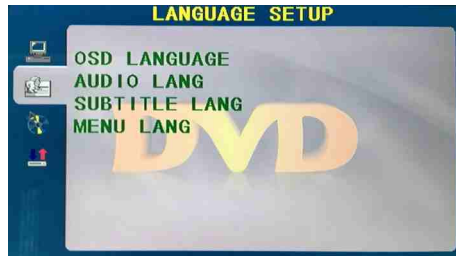 LANGUAGE SETUP
OSD LANGUAGE
AUDIO LANG
SUBTITLE LANG
MENU LANG
DVD